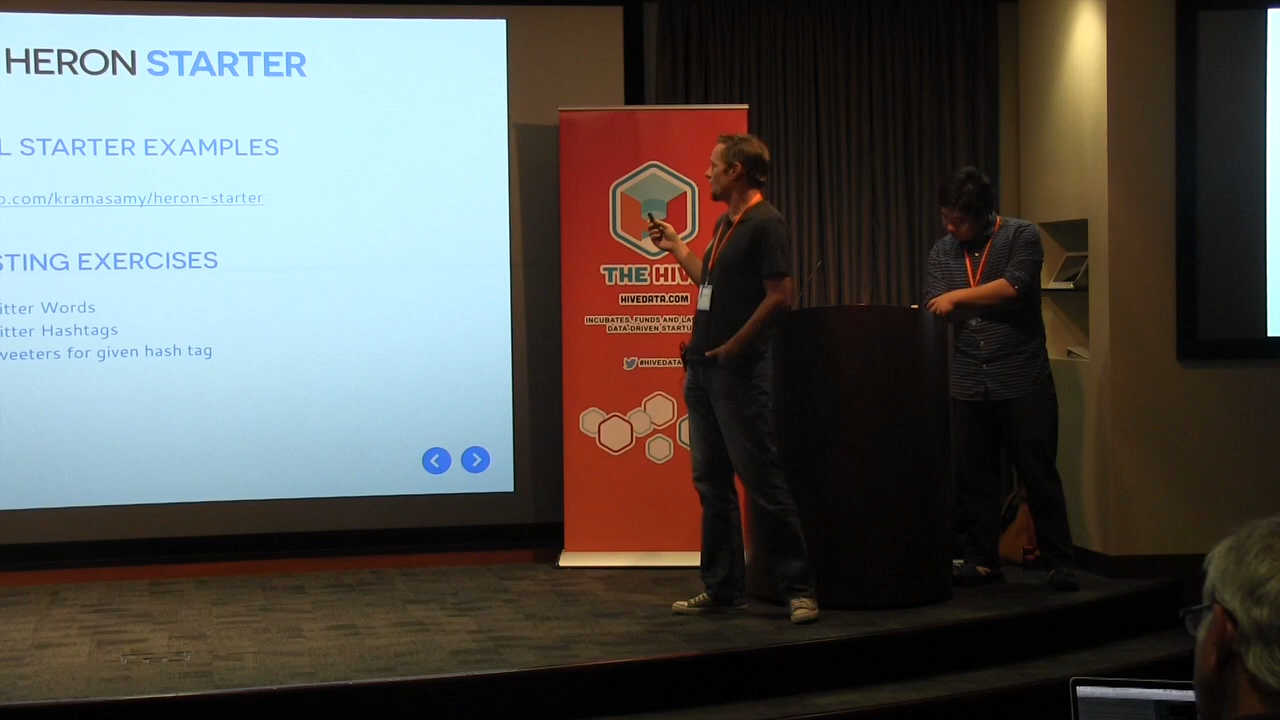 HERON STARTER
L STARTER EXAMPLES
.com/kramasamy/heron-starter
STING EXERCISES
itter Words
itter Hashtags
weeters for given hash tag
THE HIV
HIVEDATA.COM
INCUBATES, FUNDS AND LA
DATA-DRIVEN STARTU
#HIVEDATA